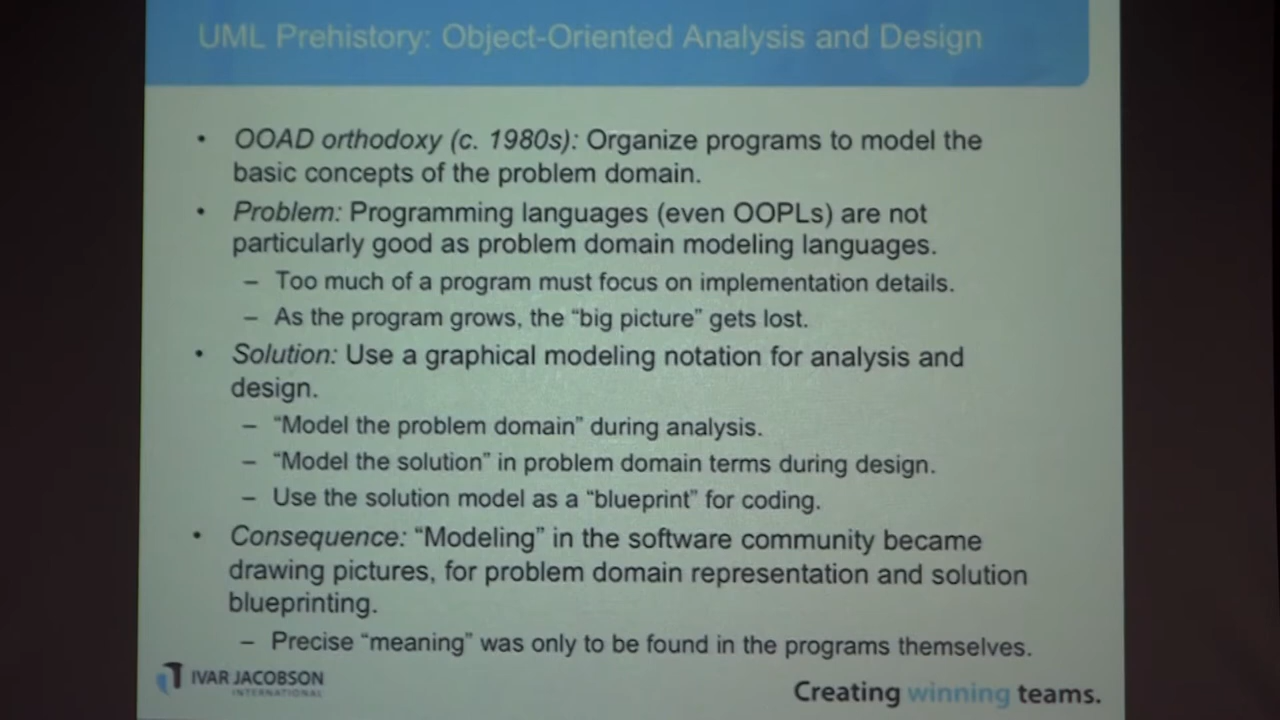 UML Prehistory: Object-Oriented Analysis and Design
• OOAD orthodoxy (c. 1980s): Organize programs to model the
basic concepts of the problem domain.
• Problem: Programming languages (even OOPLs) are not
particularly good as problem domain modeling languages.
– Too much of a program must focus on implementation details.
– As the program grows, the “big picture” gets lost.
• Solution: Use a graphical modeling notation for analysis and
design.
– “Model the problem domain” during analysis.
– “Model the solution” in problem domain terms during design.
– Use the solution model as a “blueprint” for coding.
• Consequence: “Modeling” in the software community became
drawing pictures, for problem domain representation and solution
blueprinting.
– Precise “meaning” was only to be found in the programs themselves.
IVAR JACOBSON
INTERNATIONAL
Creating winning teams.